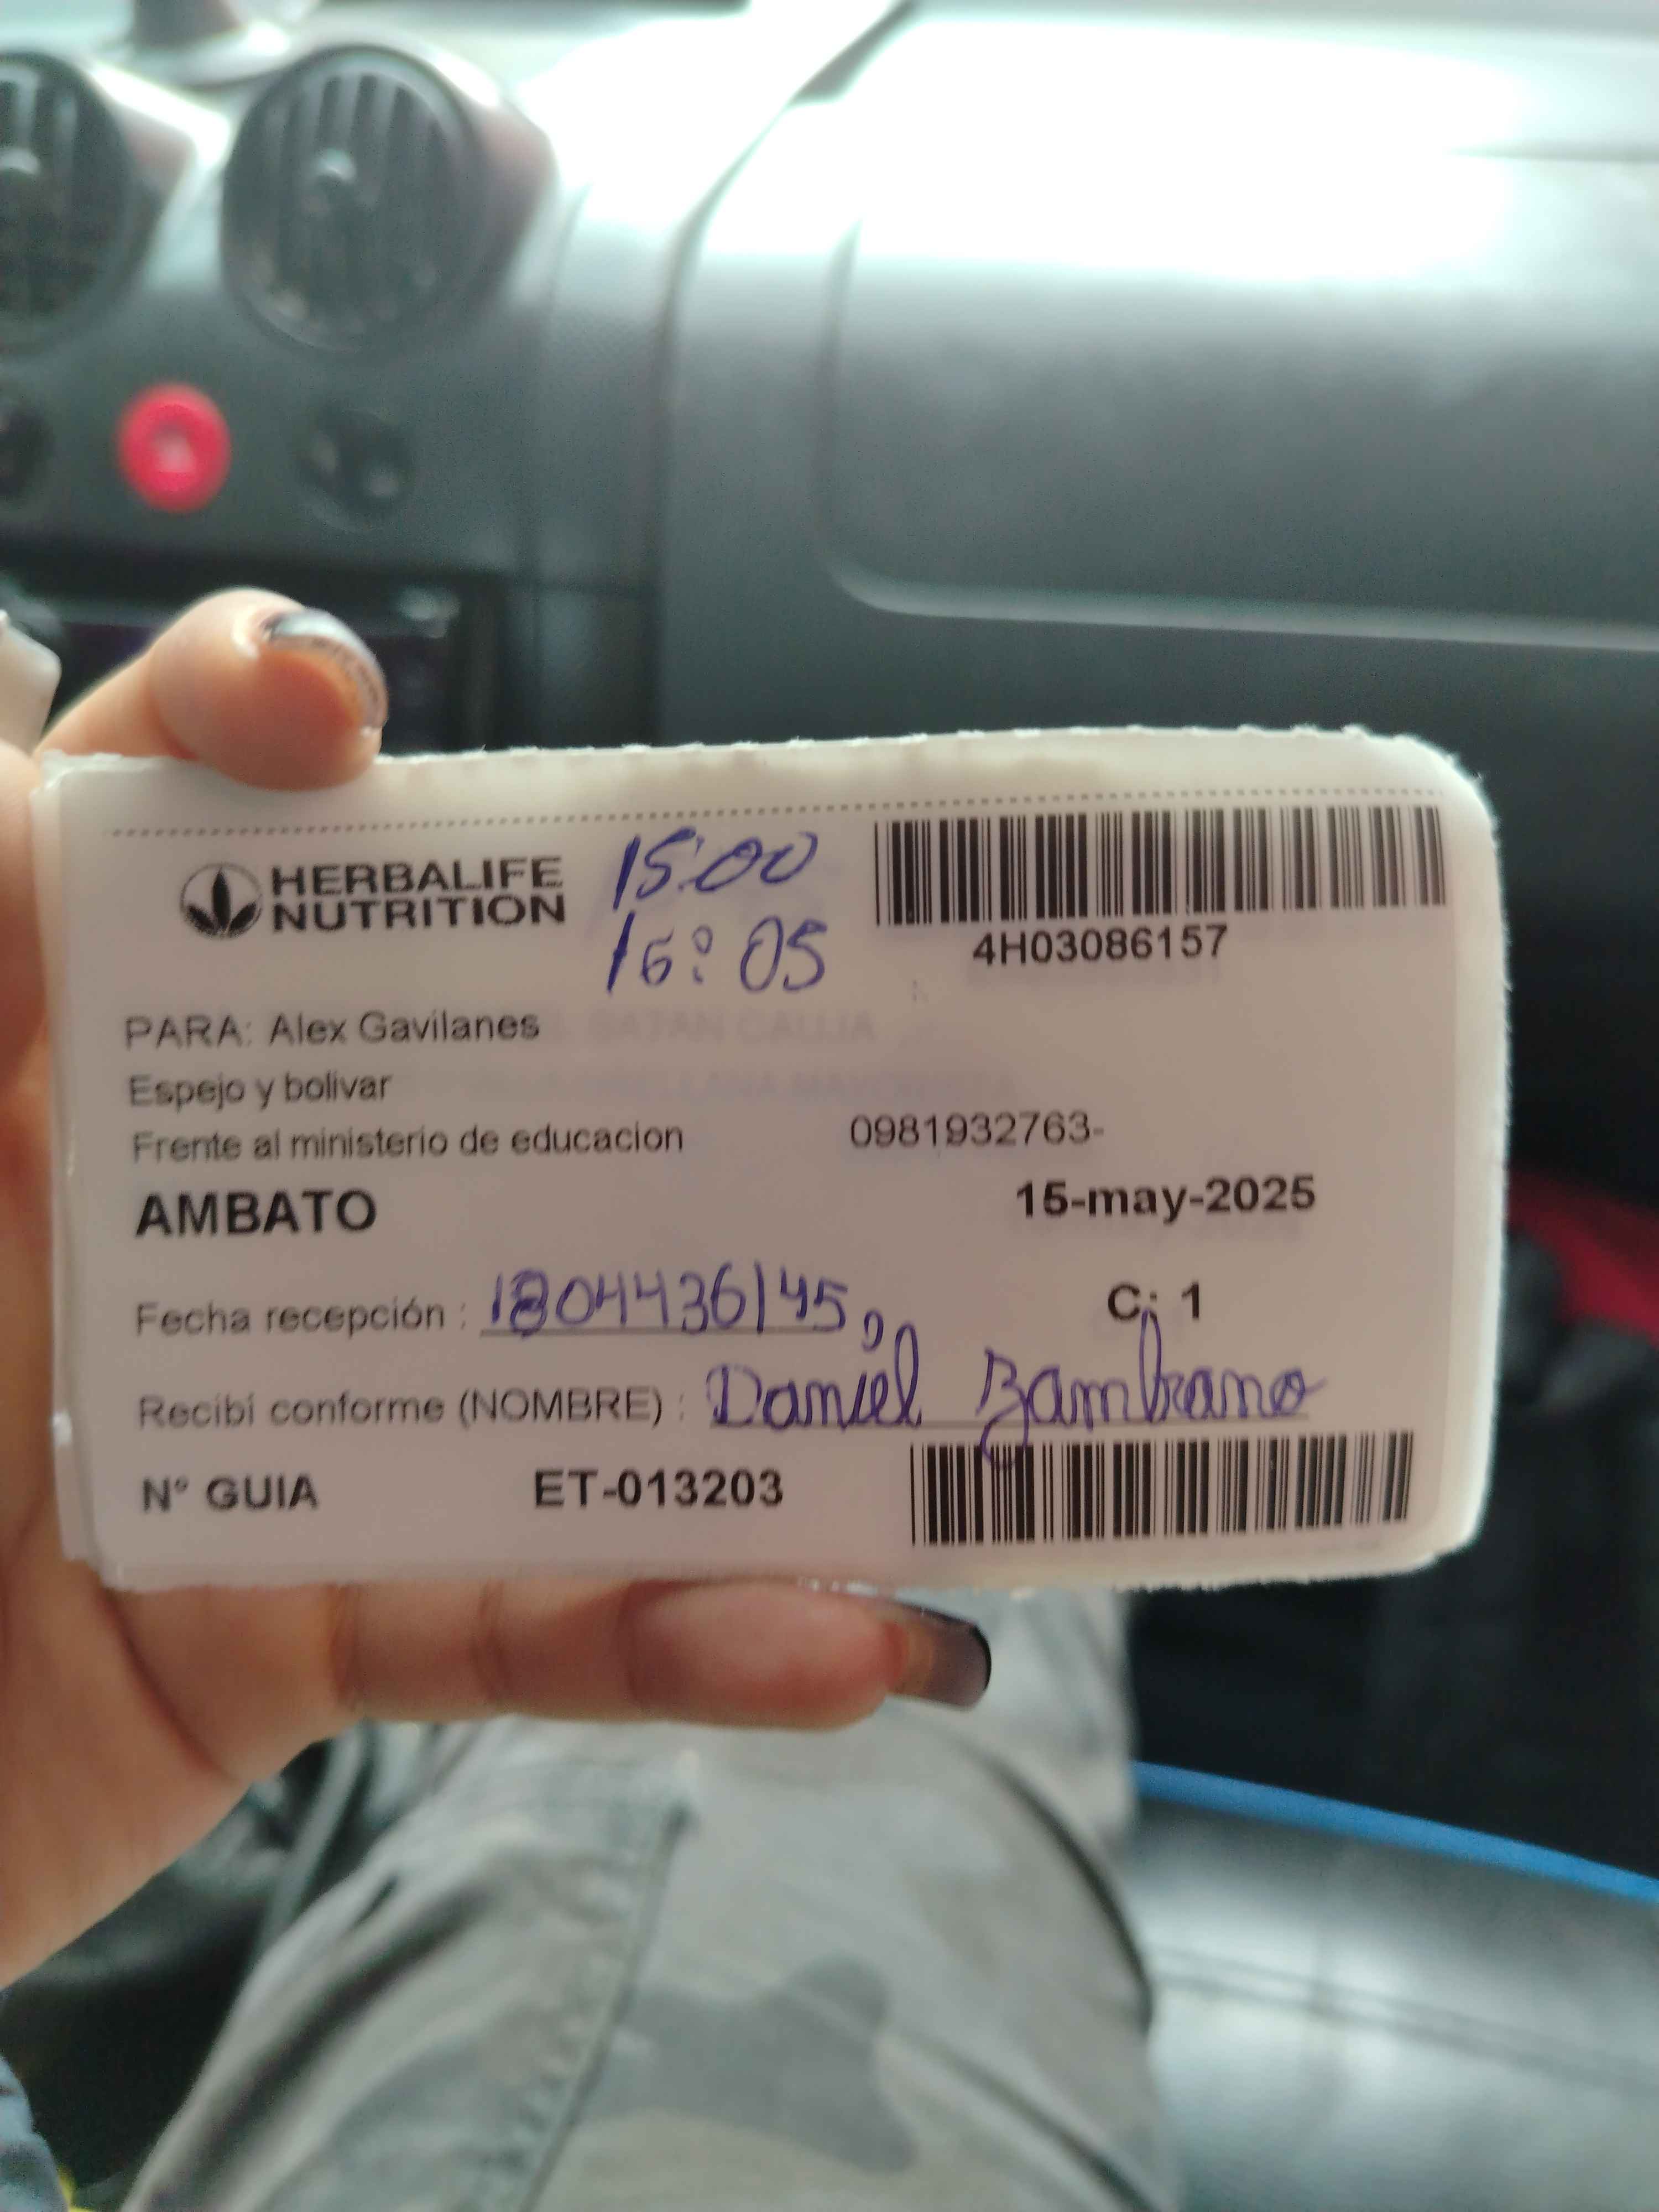 HERBALIFE
NUTRITION
15:00
16:05
4H03086157
PARA: Alex Gavilanes
Espejo y bolivar
Frente al ministerio de educacion 0981932763-
AMBATO 15-may-2025
Fecha recepción : 1804436145 C: 1
Recibí conforme (NOMBRE) : Daniel Zambrano
N° GUIA ET-013203